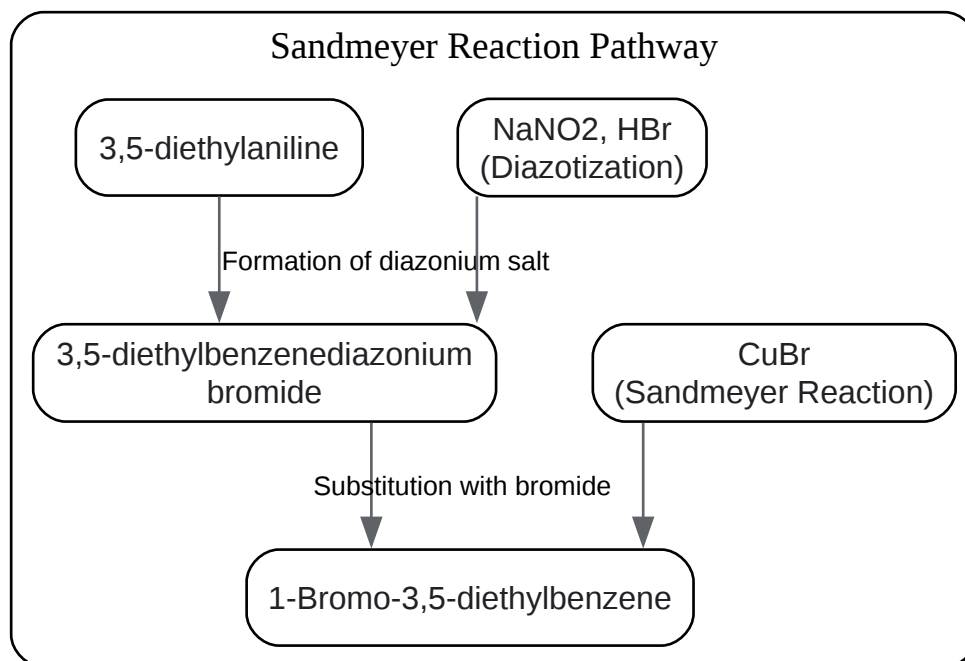 Sandmeyer Reaction Pathway
3,5-diethylaniline
NaNO2, HBr
(Diazotization)
Formation of diazonium salt
3,5-diethylbenzenediazonium
bromide
CuBr
(Sandmeyer Reaction)
Substitution with bromide
1-Bromo-3,5-diethylbenzene